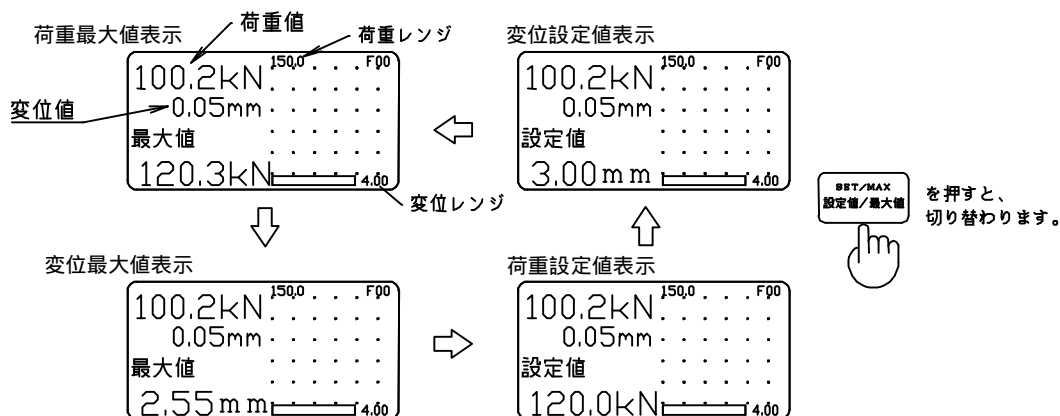 荷重最大値表示
荷重値
荷重レンジ
変位値
100.2kN
0.05mm
最大値
120.3kN
150.0
F00
4.00
変位レンジ
変位設定値表示
100.2kN
0.05mm
設定値
3.00mm
150.0
F00
4.00
SET/MAX
設定値/最大値
を押すと、
切り替わります。
変位最大値表示
100.2kN
0.05mm
最大値
2.55mm
150.0
F00
4.00
荷重設定値表示
100.2kN
0.05mm
設定値
120.0kN
150.0
F00
4.00